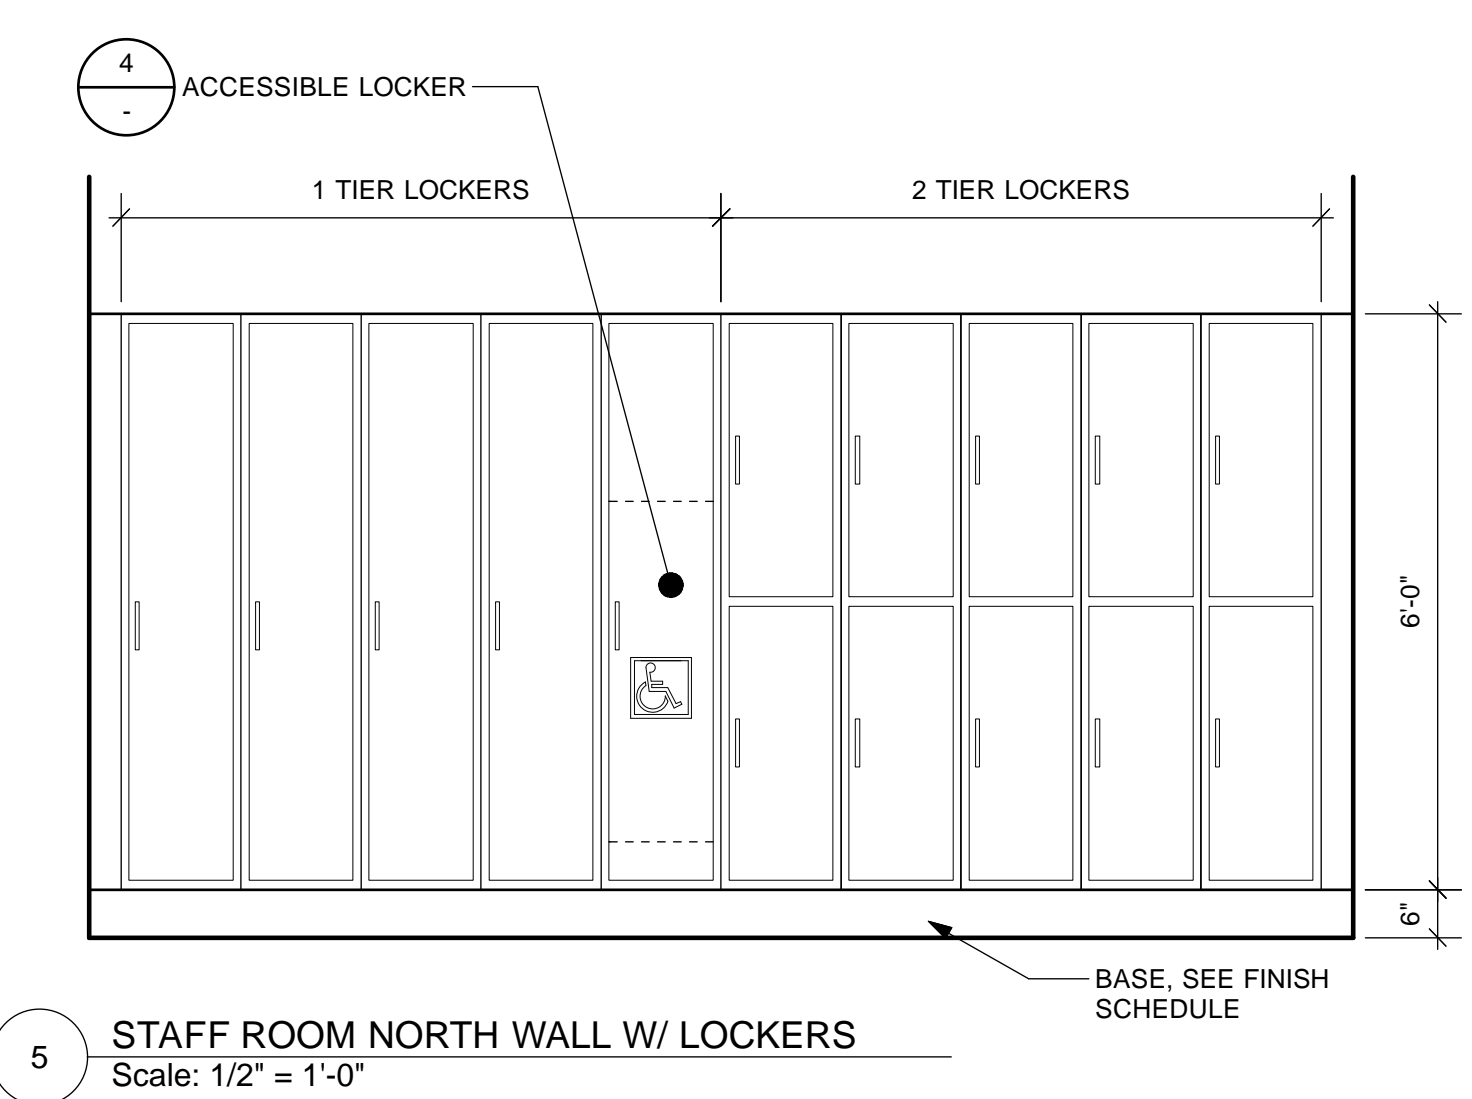 4
-
ACCESSIBLE LOCKER
1 TIER LOCKERS
2 TIER LOCKERS
6'-0"
6"
BASE, SEE FINISH
SCHEDULE
5
STAFF ROOM NORTH WALL W/ LOCKERS
Scale: 1/2" = 1'-0"